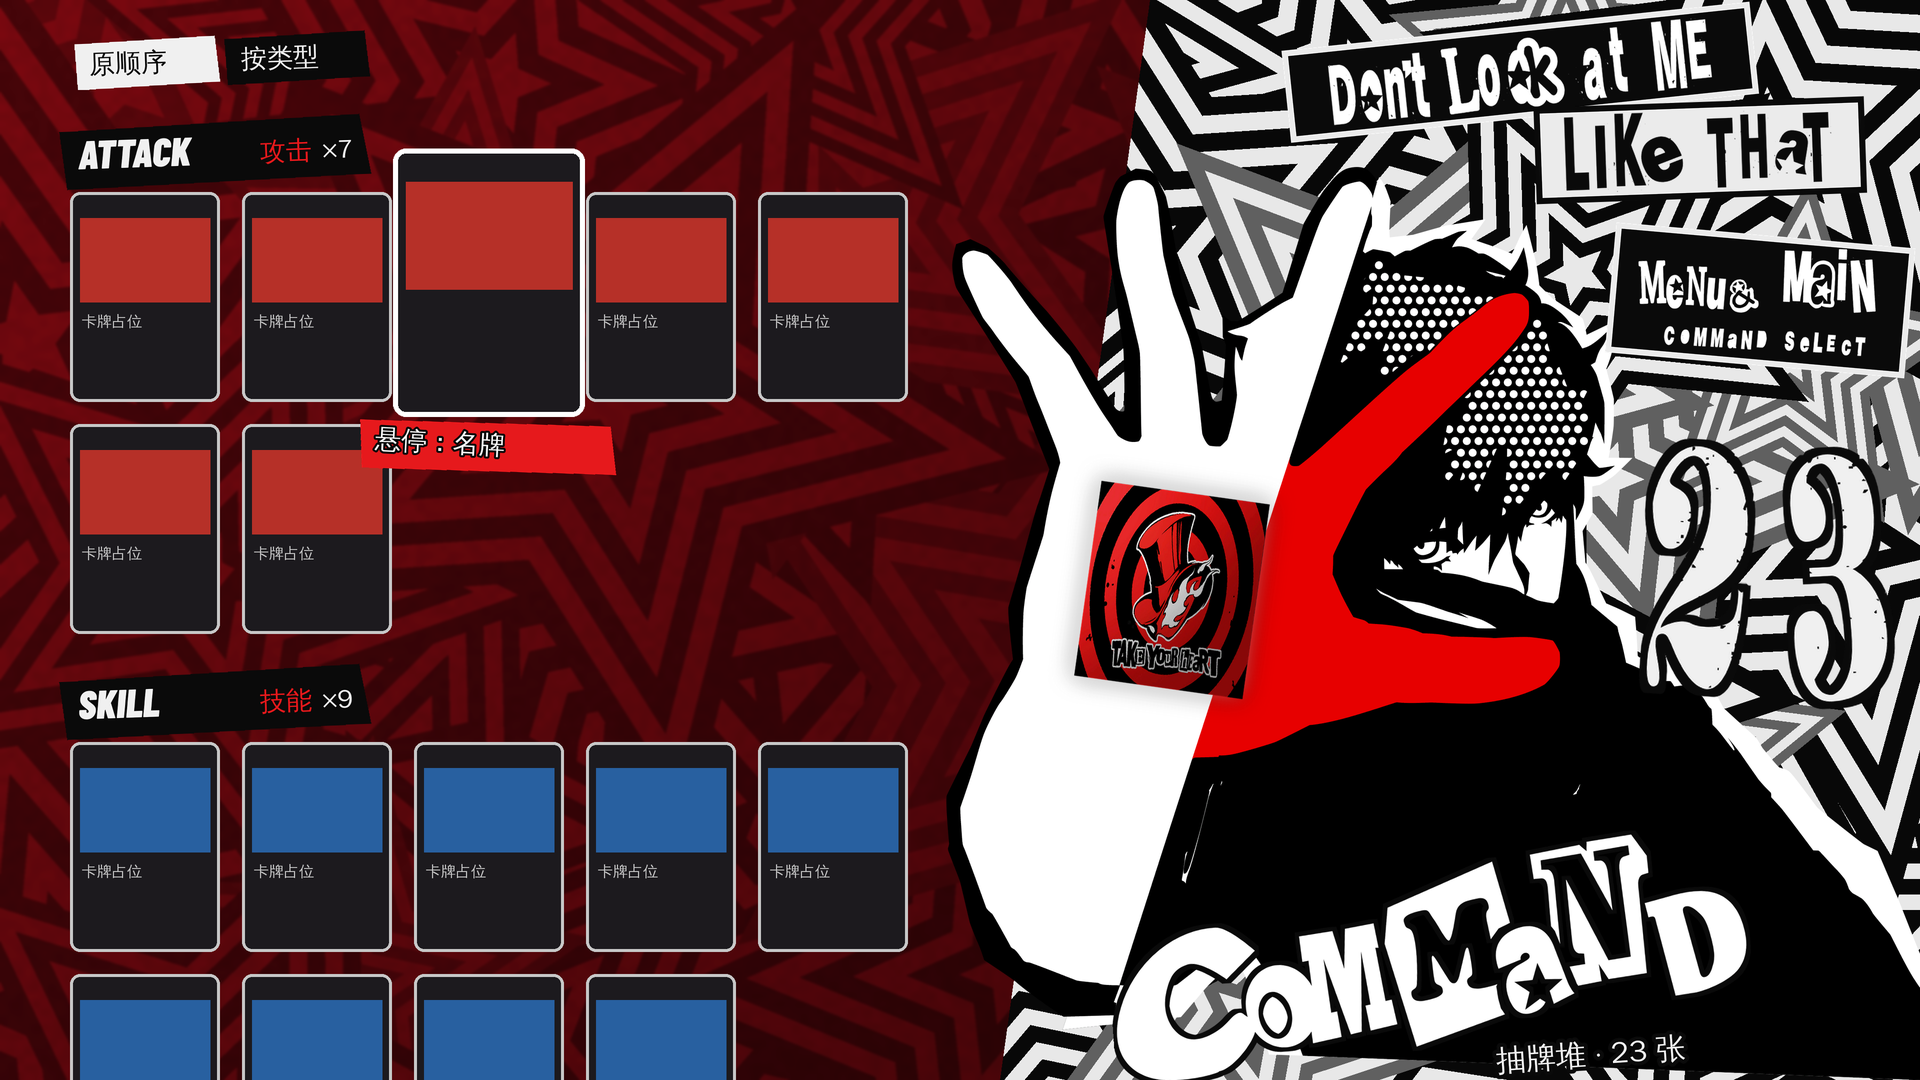 原顺序
按类型
ATTACK 攻击 ×7
卡牌占位
卡牌占位
卡牌占位
卡牌占位
悬停：名牌
卡牌占位
卡牌占位
SKILL 技能 ×9
卡牌占位
卡牌占位
卡牌占位
卡牌占位
卡牌占位
Don't Look at ME
LIKe THaT
MeNu& MaiN
CoMMaND SeLEcT
23
TAKE YOUR HeaRT
CoMMaND
抽牌堆 · 23 张